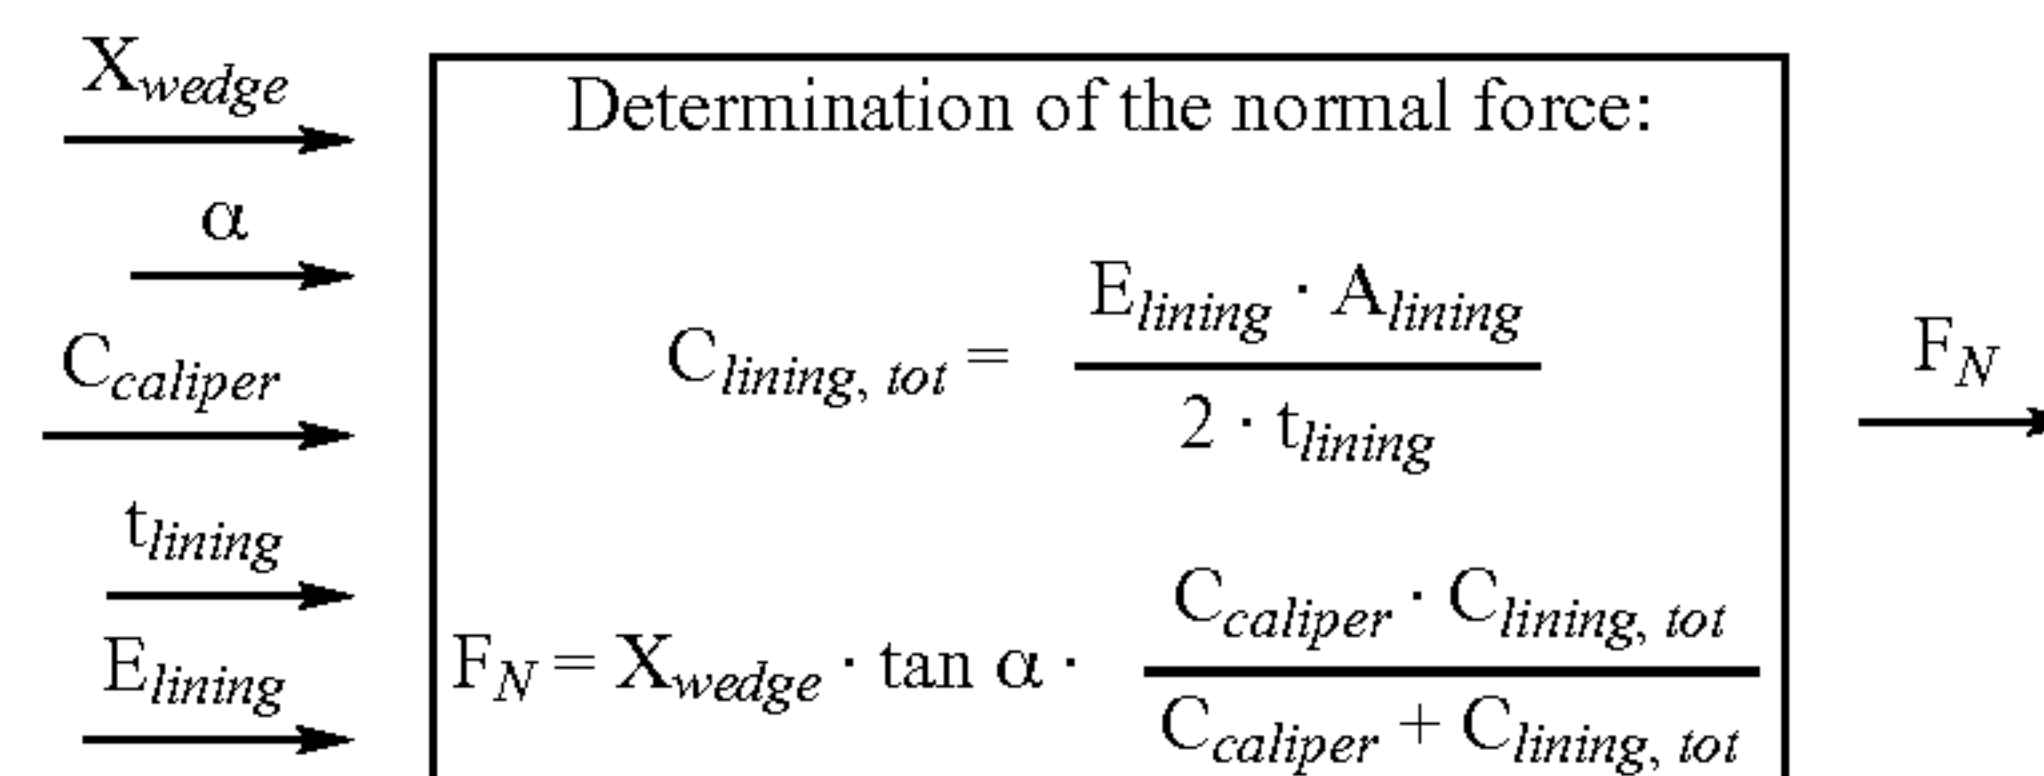 X_wedge
α
C_caliper
t_lining
E_lining
Determination of the normal force:
C_lining, tot = (E_lining · A_lining) / (2 · t_lining)
F_N = X_wedge · tan α · (C_caliper · C_lining, tot) / (C_caliper + C_lining, tot)
F_N